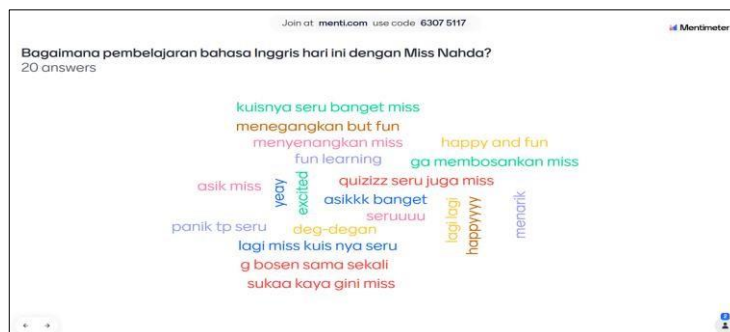 Join at menti.com use code 6307 5117
Mentimeter
Bagaimana pembelajaran bahasa Inggris hari ini dengan Miss Nahda?
20 answers
kuisnya seru banget miss
menegangkan but fun
menyenangkan miss
happy and fun
fun learning
ga membosankan miss
asik miss
yeay
excited
quizizz seru juga miss
asikkk banget
seruuuu
lagi lagi
happyyyy
menarik
panik tp seru
deg-degan
lagi miss kuis nya seru
g bosen sama sekali
sukaa kaya gini miss